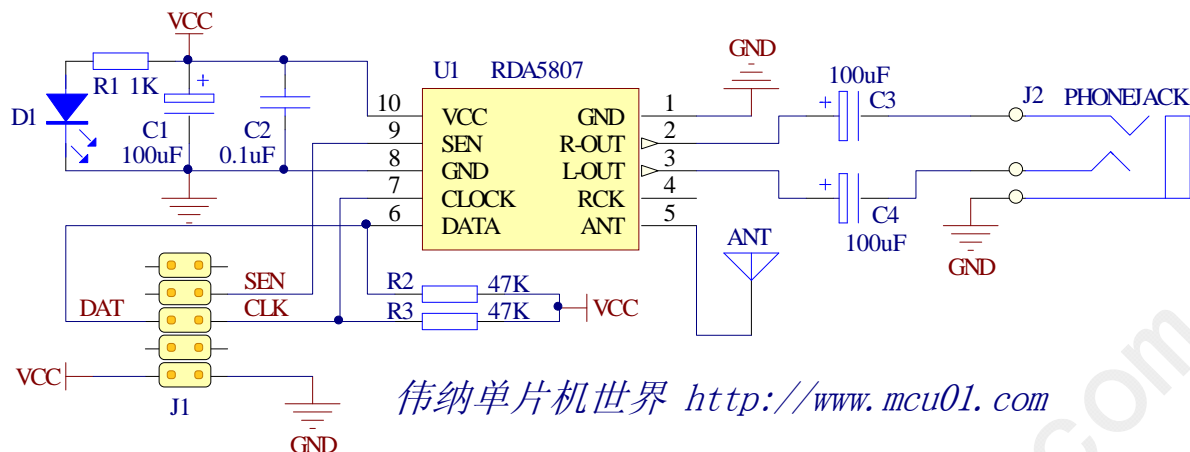 VCC
GND
R1 1K
D1
C1
100uF
C2
0.1uF
U1 RDA5807
10 VCC
9 SEN
8 GND
7 CLOCK
6 DATA
GND 1
R-OUT 2
L-OUT 3
RCK 4
ANT 5
+
+
100uF
C3
+
C4
100uF
J2 PHONEJACK
GND
ANT
SEN
DAT
CLK
R2 47K
R3 47K
VCC
VCC
J1
GND
伟纳单片机世界 http://www.mcu01.com
com